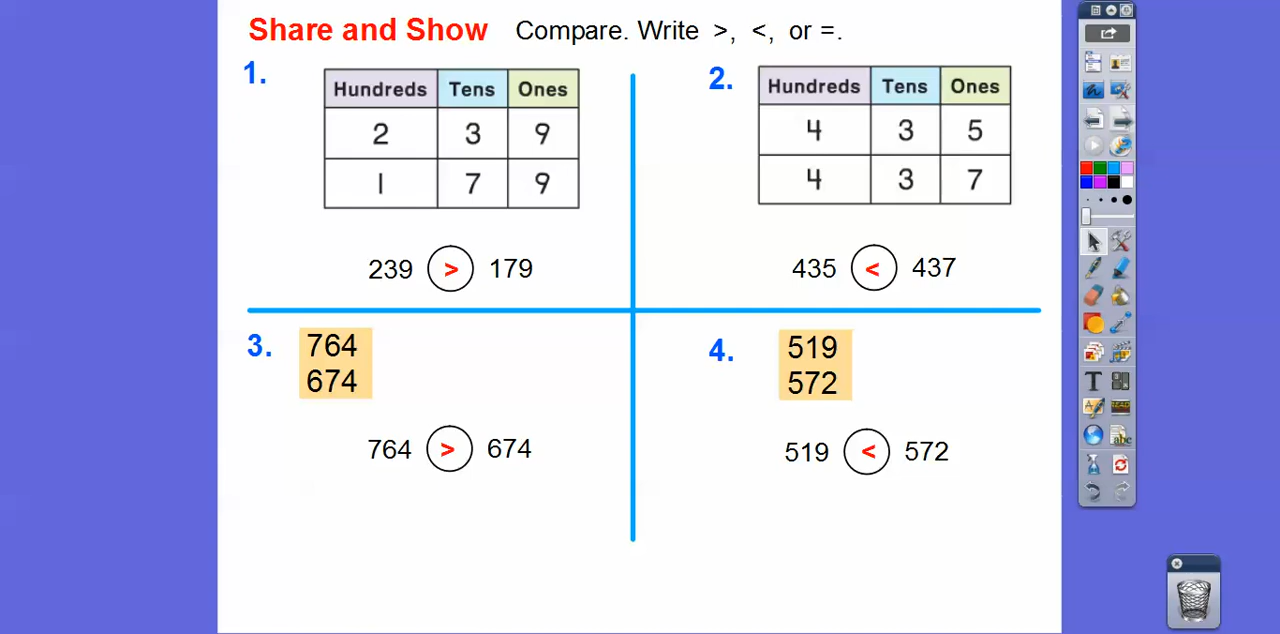 Share and Show Compare. Write >, <, or =.
1.
Hundreds Tens Ones
2 3 9
1 7 9
239 > 179
2.
Hundreds Tens Ones
4 3 5
4 3 7
435 < 437
3.
764
674
764 > 674
4.
519
572
519 < 572
T
abc